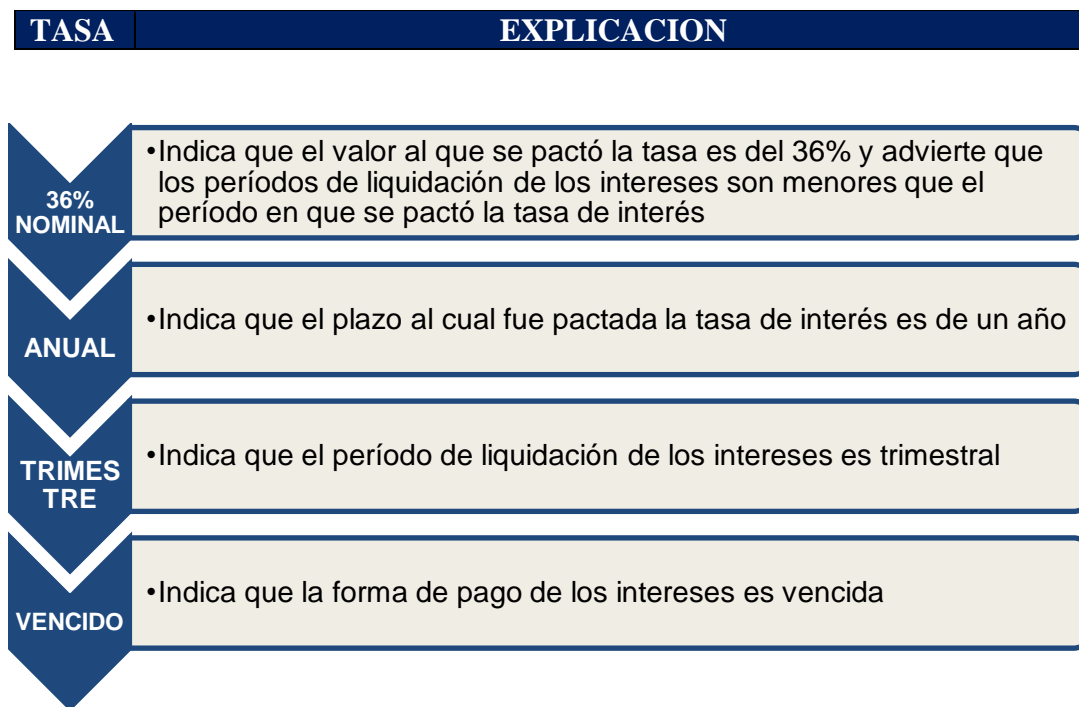 TASA EXPLICACION
36%
NOMINAL
•Indica que el valor al que se pactó la tasa es del 36% y advierte que
los períodos de liquidación de los intereses son menores que el
período en que se pactó la tasa de interés
ANUAL
•Indica que el plazo al cual fue pactada la tasa de interés es de un año
TRIMES
TRE
•Indica que el período de liquidación de los intereses es trimestral
VENCIDO
•Indica que la forma de pago de los intereses es vencida